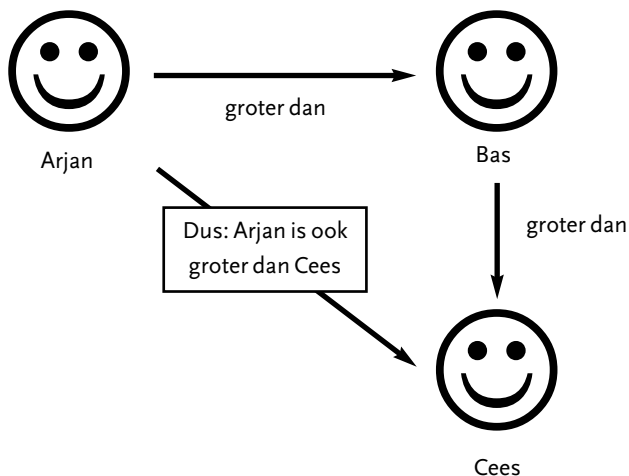 groter dan
Arjan
Bas
Dus: Arjan is ook
groter dan Cees
groter dan
Cees